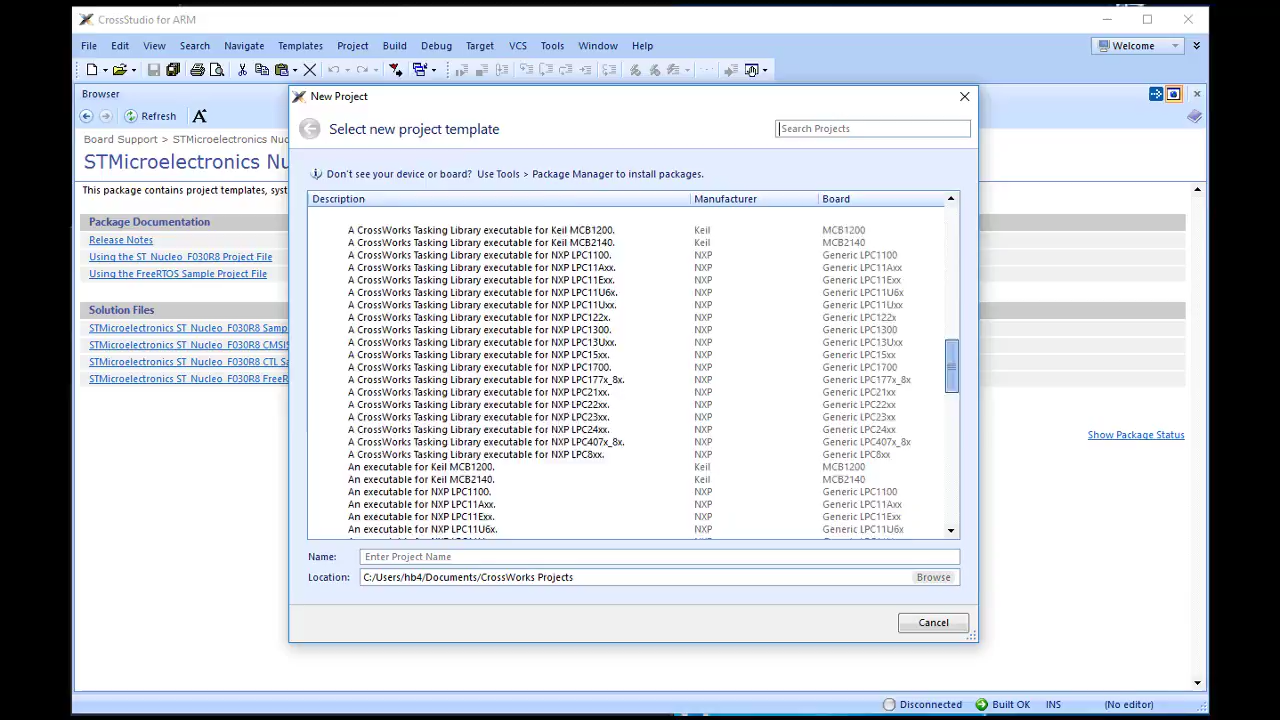 CrossStudio for ARM
File Edit View Search Navigate Templates Project Build Debug Target VCS Tools Window Help
Welcome
Browser
Refresh
Board Support > STMicroelectronics Nuc
STMicroelectronics Nu
This package contains project templates, syst
Package Documentation
Release Notes
Using the ST_Nucleo_F030R8 Project File
Using the FreeRTOS Sample Project File
Solution Files
STMicroelectronics ST_Nucleo_F030R8 Samp
STMicroelectronics ST_Nucleo_F030R8 CMSIS
STMicroelectronics ST_Nucleo_F030R8 CTL Sa
STMicroelectronics ST_Nucleo_F030R8 FreeR
Show Package Status
New Project
Select new project template
Search Projects
Don't see your device or board? Use Tools > Package Manager to install packages.
Description Manufacturer Board
A CrossWorks Tasking Library executable for Keil MCB1200. Keil MCB1200
A CrossWorks Tasking Library executable for Keil MCB2140. Keil MCB2140
A CrossWorks Tasking Library executable for NXP LPC1100. NXP Generic LPC1100
A CrossWorks Tasking Library executable for NXP LPC11Axx. NXP Generic LPC11Axx
A CrossWorks Tasking Library executable for NXP LPC11Exx. NXP Generic LPC11Exx
A CrossWorks Tasking Library executable for NXP LPC11U6x. NXP Generic LPC11U6x
A CrossWorks Tasking Library executable for NXP LPC11Uxx. NXP Generic LPC11Uxx
A CrossWorks Tasking Library executable for NXP LPC122x. NXP Generic LPC122x
A CrossWorks Tasking Library executable for NXP LPC1300. NXP Generic LPC1300
A CrossWorks Tasking Library executable for NXP LPC13Uxx. NXP Generic LPC13Uxx
A CrossWorks Tasking Library executable for NXP LPC15xx. NXP Generic LPC15xx
A CrossWorks Tasking Library executable for NXP LPC1700. NXP Generic LPC1700
A CrossWorks Tasking Library executable for NXP LPC177x_8x. NXP Generic LPC177x_8x
A CrossWorks Tasking Library executable for NXP LPC21xx. NXP Generic LPC21xx
A CrossWorks Tasking Library executable for NXP LPC22xx. NXP Generic LPC22xx
A CrossWorks Tasking Library executable for NXP LPC23xx. NXP Generic LPC23xx
A CrossWorks Tasking Library executable for NXP LPC24xx. NXP Generic LPC24xx
A CrossWorks Tasking Library executable for NXP LPC407x_8x. NXP Generic LPC407x_8x
A CrossWorks Tasking Library executable for NXP LPC8xx. NXP Generic LPC8xx
An executable for Keil MCB1200. Keil MCB1200
An executable for Keil MCB2140. Keil MCB2140
An executable for NXP LPC1100. NXP Generic LPC1100
An executable for NXP LPC11Axx. NXP Generic LPC11Axx
An executable for NXP LPC11Exx. NXP Generic LPC11Exx
An executable for NXP LPC11U6x. NXP Generic LPC11U6x
Name: Enter Project Name
Location: C:/Users/hb4/Documents/CrossWorks Projects Browse
Cancel
Disconnected Built OK INS (No editor)